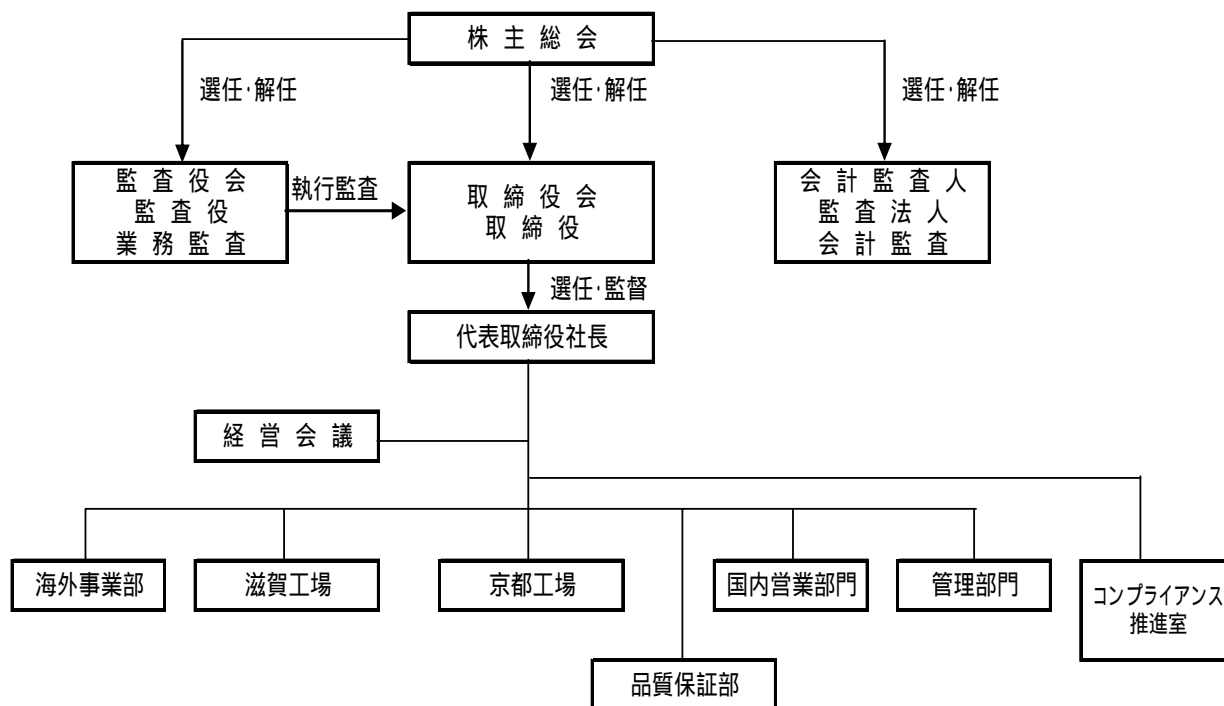 株主総会
選任・解任
選任・解任
選任・解任
監査役会
監査役
業務監査
執行監査
取締役会
取締役
会計監査人
監査法人
会計監査
選任・監督
代表取締役社長
経営会議
海外事業部
滋賀工場
京都工場
国内営業部門
管理部門
コンプライアンス
推進室
品質保証部